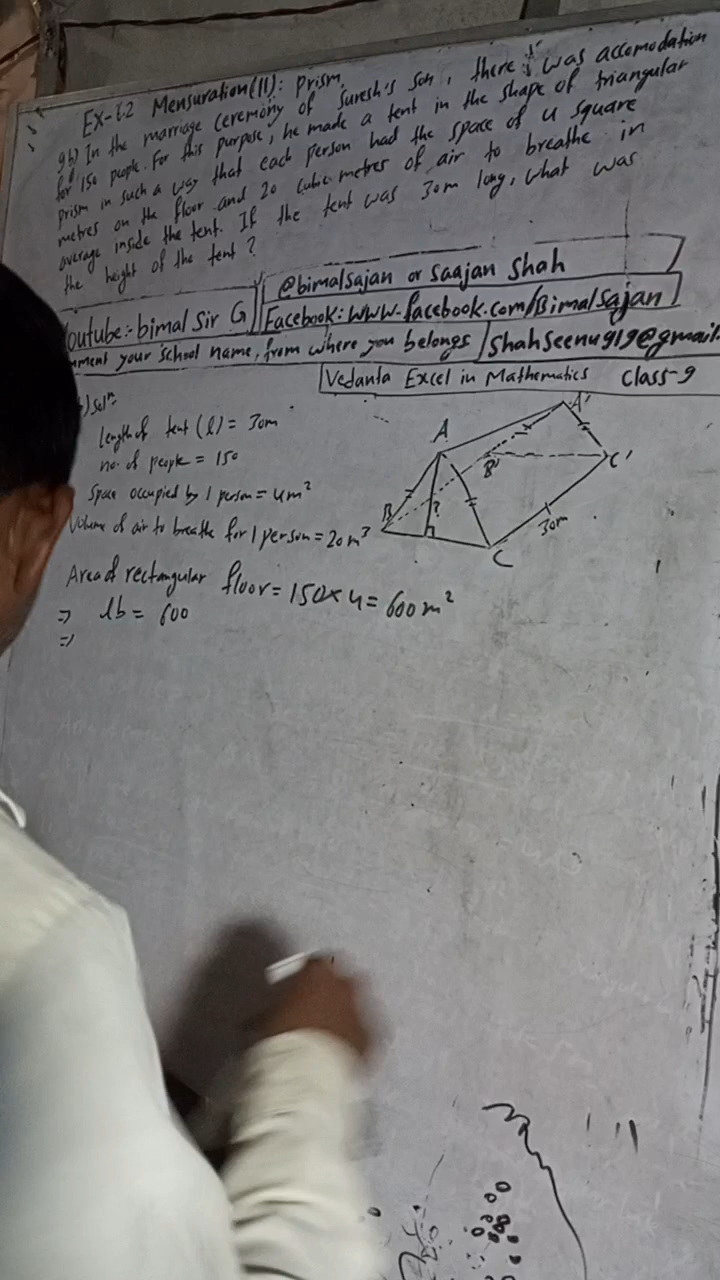 Ex-6.2 Mensuration(II): Prism
9b) In the marriage ceremony of Suresh's son, there was accomodation
for 150 people. For this purpose, he made a tent in the shape of triangular
prism in such a way that each person had the space of 4 square
metres on the floor and 20 cubic metres of air to breathe in
average inside the tent. If the tent was 30m long, what was
the height of the tent?
@bimalsajan or Saajan Shah
outube:- bimal Sir G Facebook: www.facebook.com/Bimalsajan
mment your school name, from where you belongs Shahseenu919@gmail.
Vedanta Excel in Mathematics Class-9
) Solⁿ:
length of tent (l) = 30m
no. of people = 150
Space occupied by 1 person = 4m²
Volume of air to breathe for 1 person = 20m³
A A' B B' ? C C' 30m
Area of rectangular floor = 150 × 4 = 600m²
⇒ lb = 600
⇒